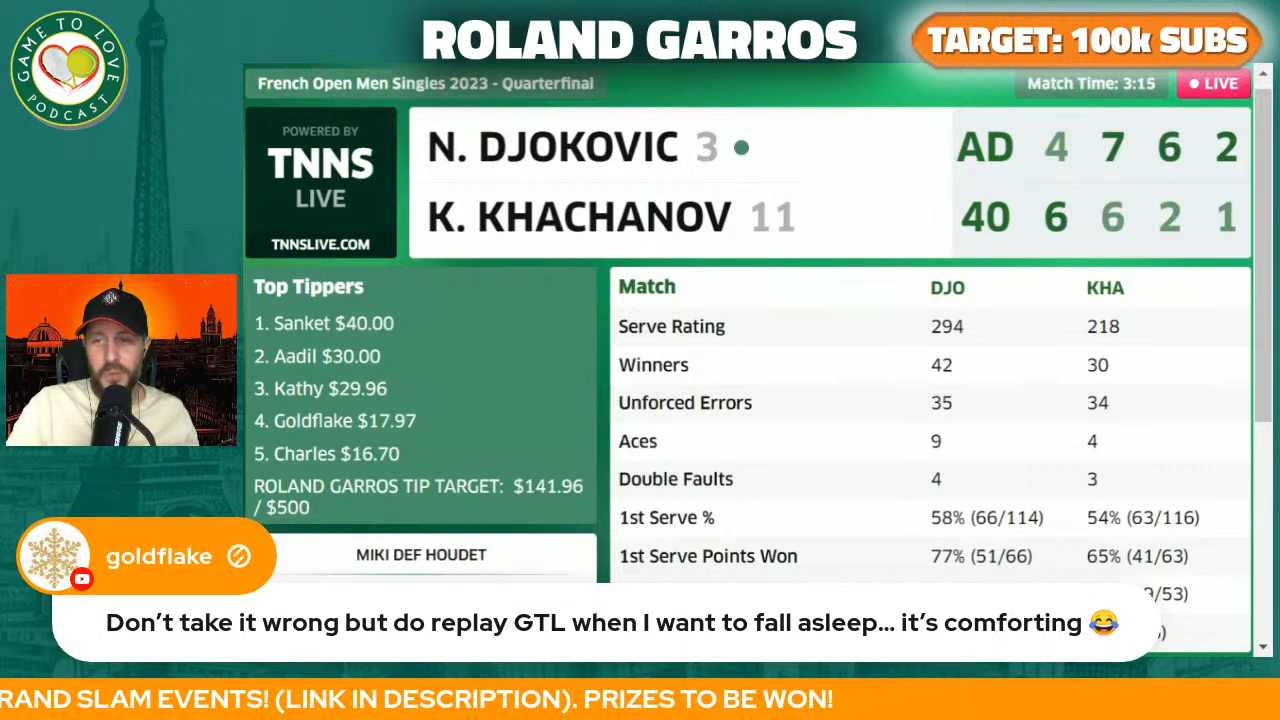 GAME TO LOVE
PODCAST
ROLAND GARROS
TARGET: 100k SUBS
French Open Men Singles 2023 - Quarterfinal
Match Time: 3:15
LIVE
POWERED BY
TNNS
LIVE
TNNSLIVE.COM
N. DJOKOVIC 3 AD 4 7 6 2
K. KHACHANOV 11 40 6 6 2 1
Top Tippers
1. Sanket $40.00
2. Aadil $30.00
3. Kathy $29.96
4. Goldflake $17.97
5. Charles $16.70
ROLAND GARROS TIP TARGET: $141.96
/ $500
MIKI DEF HOUDET
Match DJO KHA
Serve Rating 294 218
Winners 42 30
Unforced Errors 35 34
Aces 9 4
Double Faults 4 3
1st Serve % 58% (66/114) 54% (63/116)
1st Serve Points Won 77% (51/66) 65% (41/63)
/53)
goldflake
Don't take it wrong but do replay GTL when I want to fall asleep... it's comforting 😂
RAND SLAM EVENTS! (LINK IN DESCRIPTION). PRIZES TO BE WON!